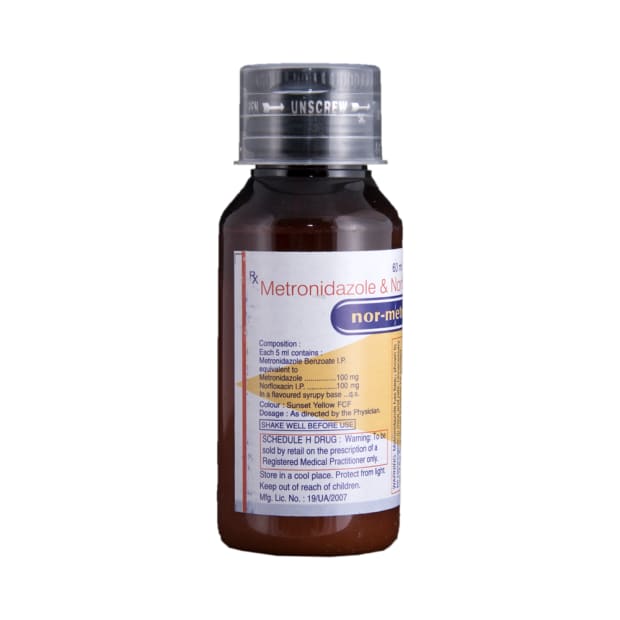 UNSCREW
Rx
60 m
Metronidazole & Nor
nor-met
Composition :
Each 5 ml contains :
Metronidazole Benzoate I.P.
equivalent to
Metronidazole ...............100 mg
Norfloxacin I.P. ..............100 mg
In a flavoured syrupy base ...q.s.
Colour : Sunset Yellow FCF
Dosage : As directed by the Physician.
SHAKE WELL BEFORE USE
SCHEDULE H DRUG : Warning: To be
sold by retail on the prescription of a
Registered Medical Practitioner only.
Store in a cool place. Protect from light.
Keep out of reach of children.
Mfg. Lic. No. : 19/UA/2007